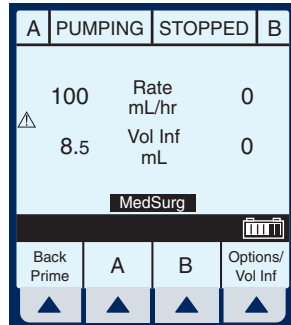 A PUMPING STOPPED B
100 Rate mL/hr 0
8.5 Vol Inf mL 0
MedSurg
Back Prime A B Options/ Vol Inf